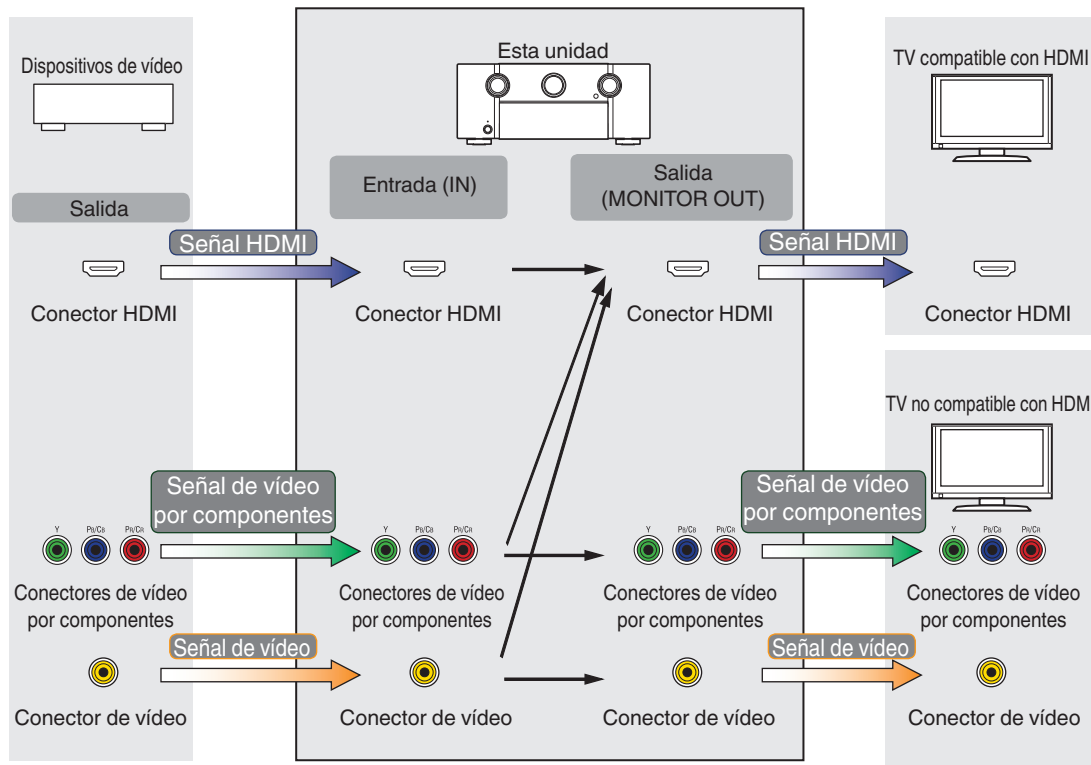 Dispositivos de vídeo
Esta unidad
TV compatible con HDMI
Salida
Entrada (IN)
Salida
(MONITOR OUT)
Señal HDMI
Señal HDMI
Conector HDMI
Conector HDMI
Conector HDMI
Conector HDMI
TV no compatible con HDM
Señal de vídeo
por componentes
Señal de vídeo
por componentes
Y PB/CB PR/CR
Y PB/CB PR/CR
Y PB/CB PR/CR
Y PB/CB PR/CR
Conectores de vídeo
por componentes
Conectores de vídeo
por componentes
Conectores de vídeo
por componentes
Conectores de vídeo
por componentes
Señal de vídeo
Señal de vídeo
Conector de vídeo
Conector de vídeo
Conector de vídeo
Conector de vídeo